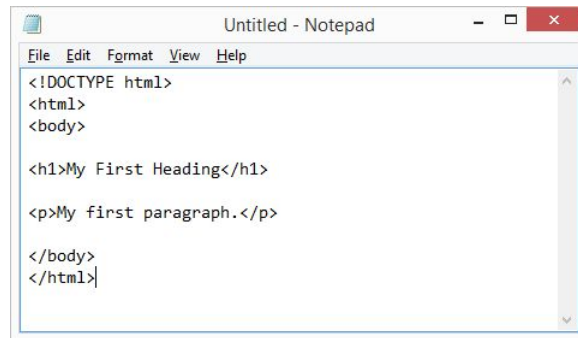 Untitled - Notepad
File Edit Format View Help
<!DOCTYPE html>
<html>
<body>
<h1>My First Heading</h1>
<p>My first paragraph.</p>
</body>
</html>